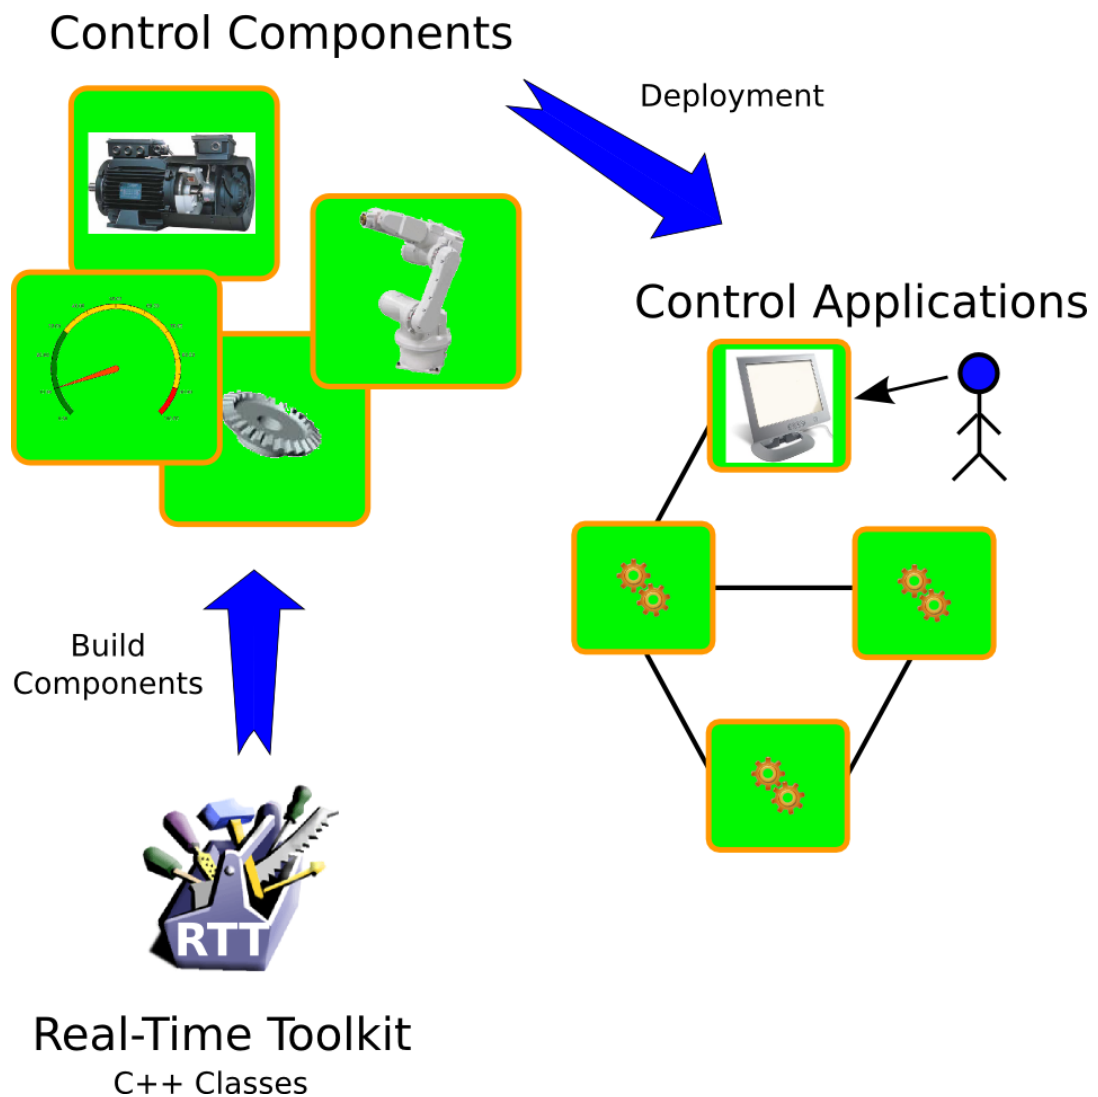 Control Components
Deployment
Control Applications
Build
Components
RTT
Real-Time Toolkit
C++ Classes